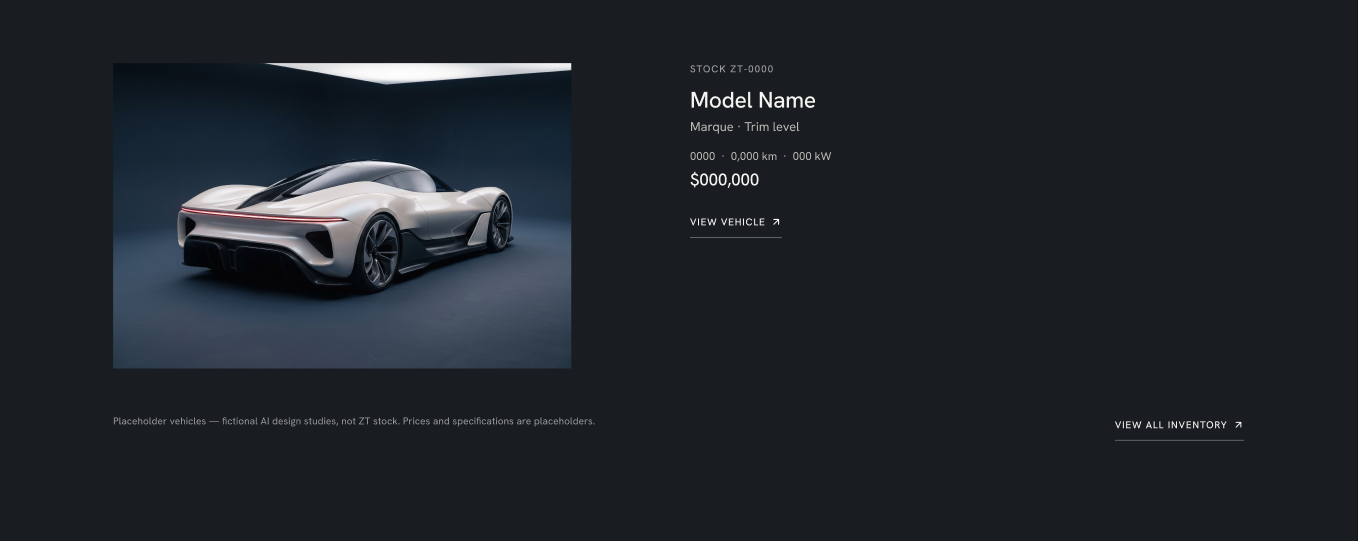 STOCK ZT-0000
Model Name
Marque · Trim level
0000 · 0,000 km · 000 kW
$000,000
VIEW VEHICLE ↗
Placeholder vehicles — fictional AI design studies, not ZT stock. Prices and specifications are placeholders.
VIEW ALL INVENTORY ↗